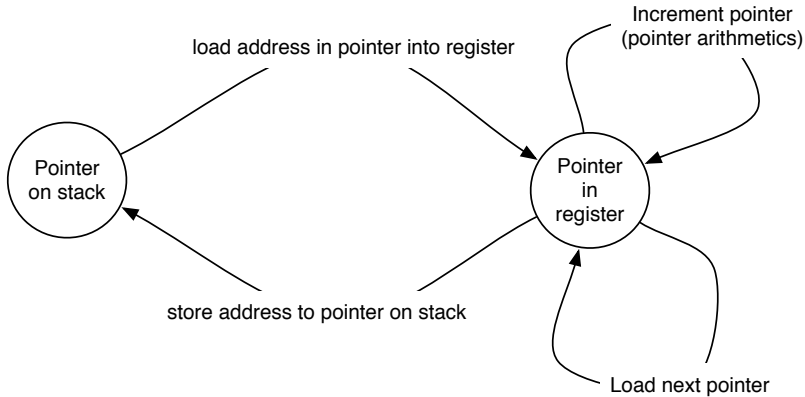 Increment pointer
(pointer arithmetics)
load address in pointer into register
Pointer
on stack
Pointer
in
register
store address to pointer on stack
Load next pointer